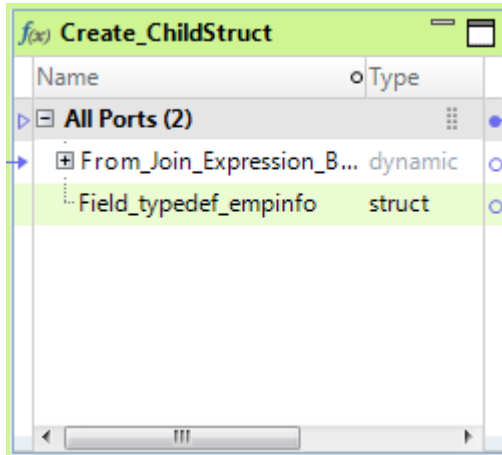 f(x) Create_ChildStruct
Name Type
All Ports (2)
From_Join_Expression_B... dynamic
Field_typedef_empinfo struct